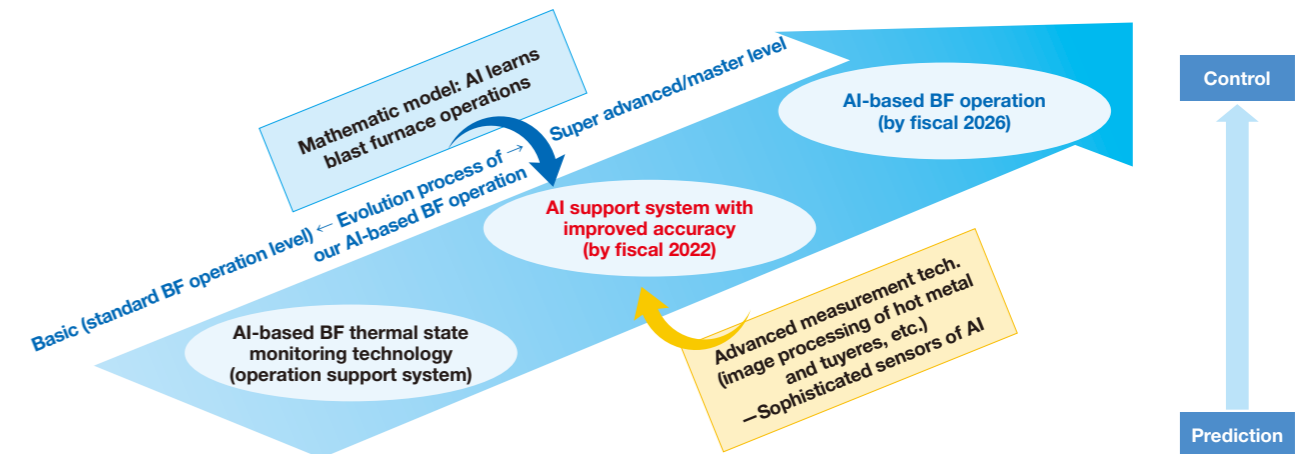 Mathematic model: AI learns
blast furnace operations
Basic (standard BF operation level) ← Evolution process of → Super advanced/master level
our AI-based BF operation
AI-based BF operation
(by fiscal 2026)
Control
AI support system with
improved accuracy
(by fiscal 2022)
AI-based BF thermal state
monitoring technology
(operation support system)
Advanced measurement tech.
(image processing of hot metal
and tuyeres, etc.)
—Sophisticated sensors of AI
Prediction